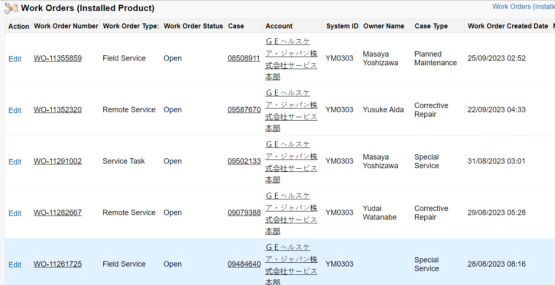 Work Orders (Installed Product)
Work Orders (Installe
Action Work Order Number Work Order Type: Work Order Status Case Account System ID Owner Name Case Type Work Order Created Date
Edit WO-11355859 Field Service Open 08508911 ＧＥヘルスケア・ジャパン株式会社サービス本部 YM0303 Masaya Yoshizawa Planned Maintenance 25/09/2023 02:52
Edit WO-11352320 Remote Service Open 09587670 ＧＥヘルスケア・ジャパン株式会社サービス本部 YM0303 Yusuke Aida Corrective Repair 22/09/2023 04:33
Edit WO-11291002 Service Task Open 09502133 ＧＥヘルスケア・ジャパン株式会社サービス本部 YM0303 Masaya Yoshizawa Special Service 31/08/2023 03:01
Edit WO-11282667 Remote Service Open 09079388 ＧＥヘルスケア・ジャパン株式会社サービス本部 YM0303 Yudai Watanabe Corrective Repair 29/08/2023 05:28
Edit WO-11261725 Field Service Open 09484640 ＧＥヘルスケア・ジャパン株式会社サービス本部 YM0303 Special Service 28/08/2023 08:16